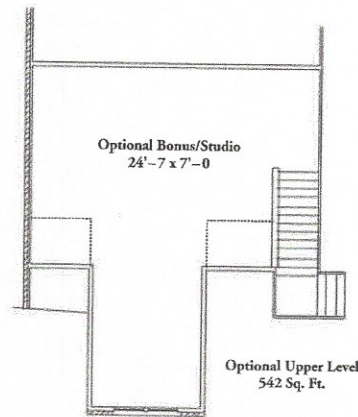 Optional Bonus/Studio
24'–7 x 7'–0
Optional Upper Level
542 Sq. Ft.